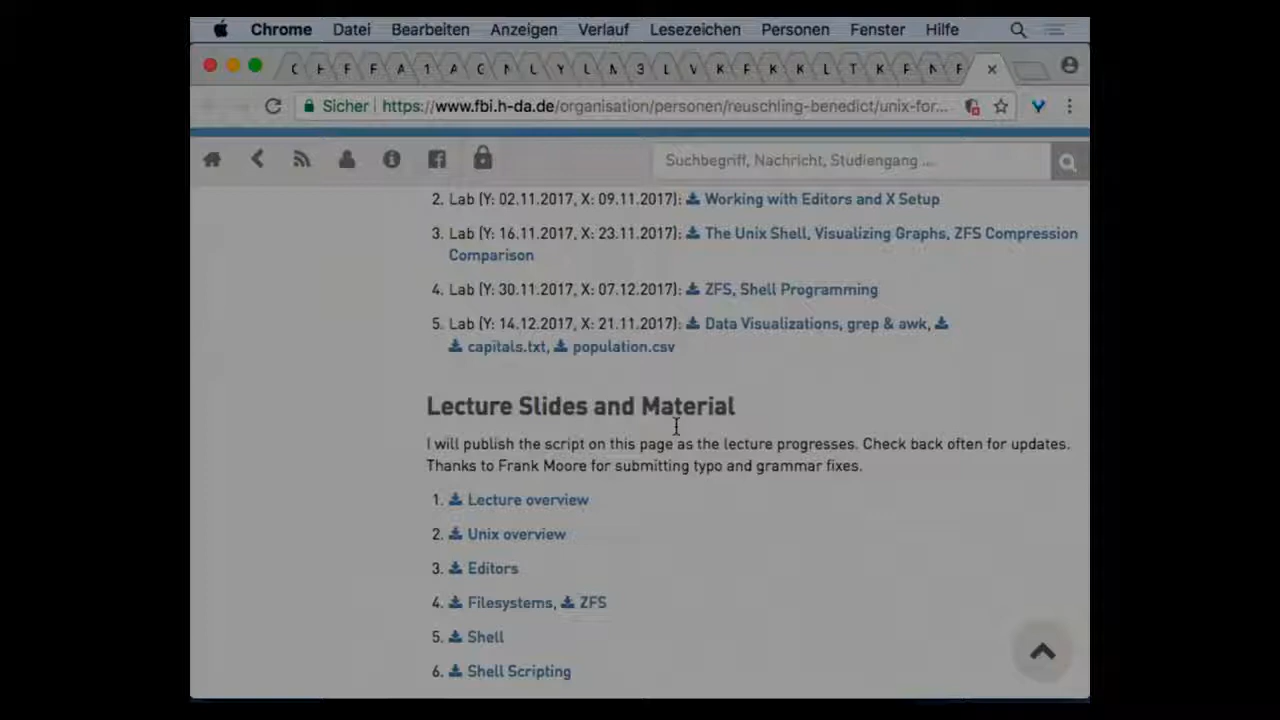 Chrome Datei Bearbeiten Anzeigen Verlauf Lesezeichen Personen Fenster Hilfe
Sicher https://www.fbi.h-da.de/organisation/personen/reuschling-benedict/unix-for...
Suchbegriff, Nachricht, Studiengang ...
2. Lab (Y: 02.11.2017, X: 09.11.2017): Working with Editors and X Setup
3. Lab (Y: 16.11.2017, X: 23.11.2017): The Unix Shell, Visualizing Graphs, ZFS Compression
Comparison
4. Lab (Y: 30.11.2017, X: 07.12.2017): ZFS, Shell Programming
5. Lab (Y: 14.12.2017, X: 21.11.2017): Data Visualizations, grep & awk,
capitals.txt, population.csv
Lecture Slides and Material
I will publish the script on this page as the lecture progresses. Check back often for updates.
Thanks to Frank Moore for submitting typo and grammar fixes.
1. Lecture overview
2. Unix overview
3. Editors
4. Filesystems, ZFS
5. Shell
6. Shell Scripting